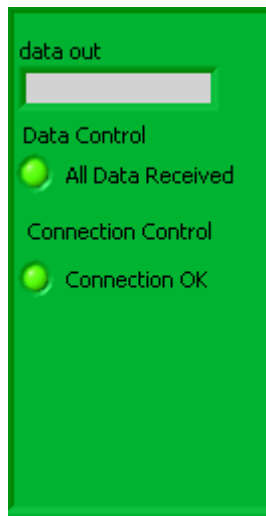 data out
Data Control
All Data Received
Connection Control
Connection OK